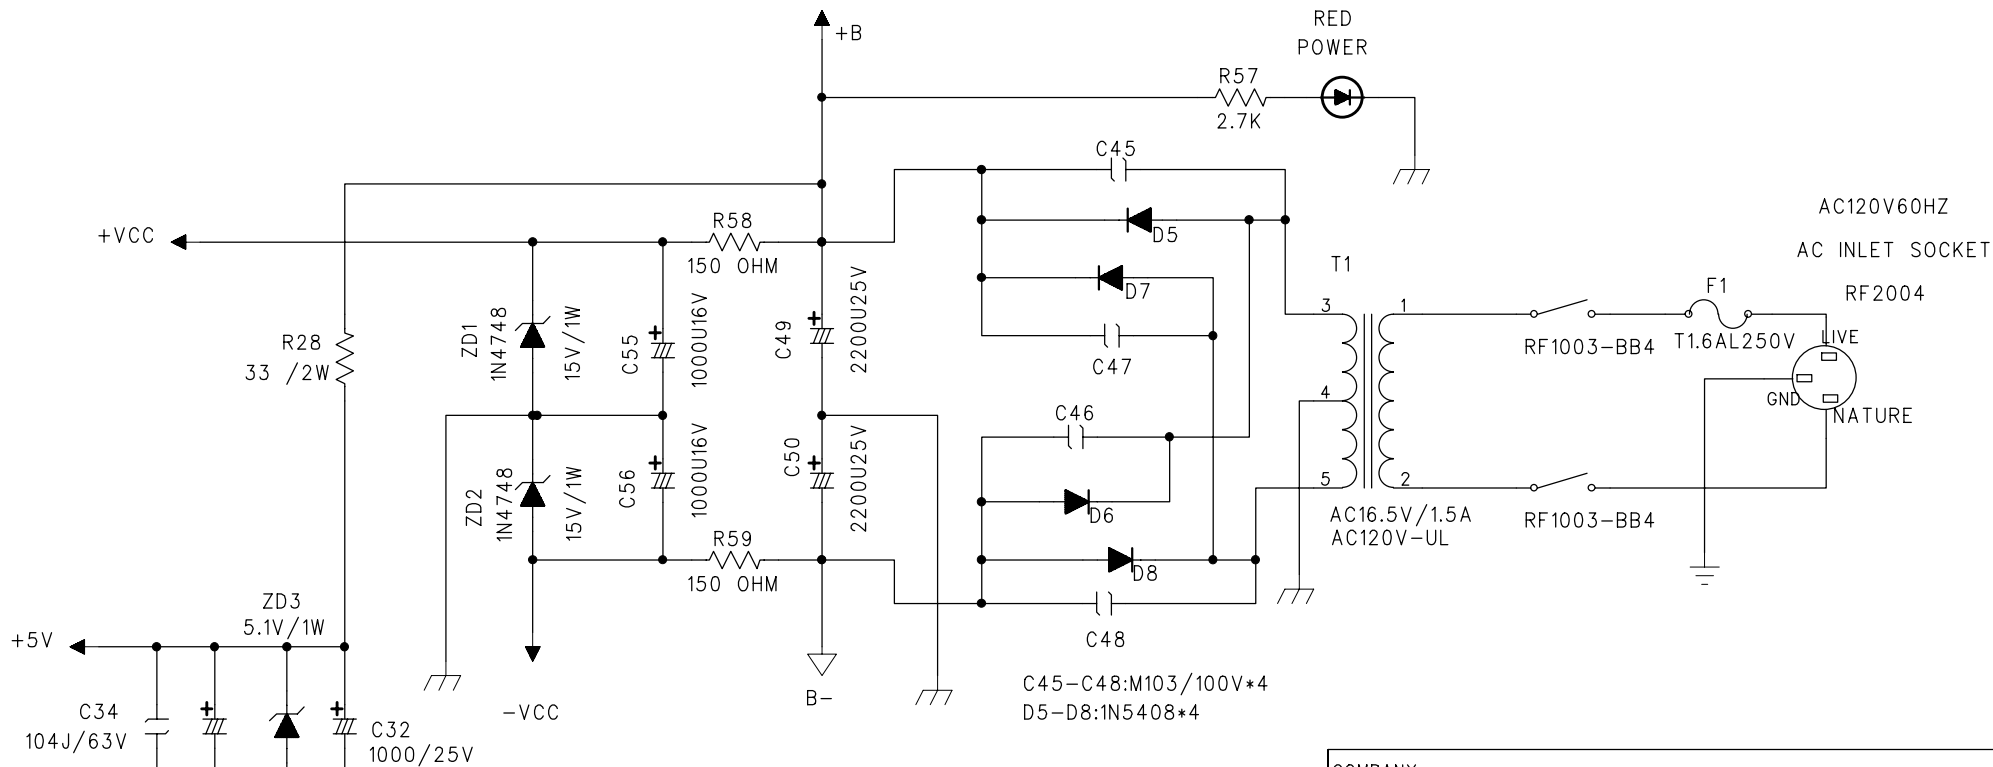 RED
POWER
+B
R57
2.7K
C45
AC120V60HZ
AC INLET SOCKET
RF2004
+VCC
R58
150 OHM
D5
D7
C47
T1
3
1
4
5
2
F1
T1.6AL250V
LIVE
GND
NATURE
RF1003-BB4
RF1003-BB4
R28
33 /2W
ZD1
1N4748
15V/1W
C55
1000U16V
C49
2200U25V
ZD2
1N4748
15V/1W
C56
1000U16V
C50
2200U25V
C46
D6
D8
C48
AC16.5V/1.5A
AC120V-UL
R59
150 OHM
ZD3
5.1V/1W
+5V
-VCC
B-
C45-C48:M103/100V*4
D5-D8:1N5408*4
C34
104J/63V
C32
1000/25V
COMPANY